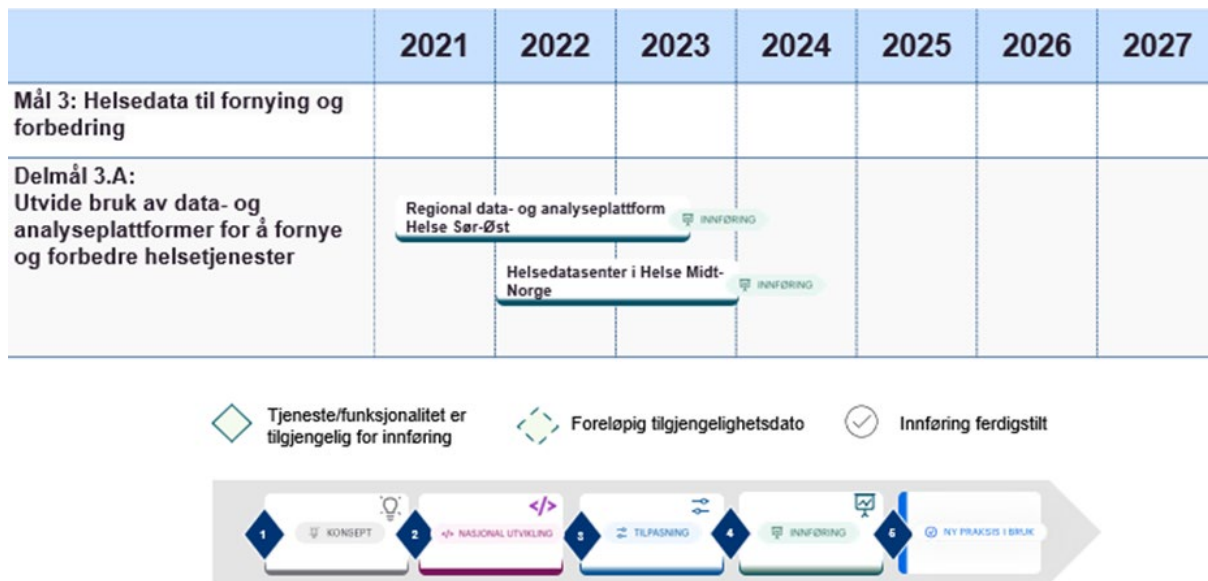 2021 2022 2023 2024 2025 2026 2027
Mål 3: Helsedata til fornying og
forbedring
Delmål 3.A:
Utvide bruk av data- og
analyseplattformer for å fornye
og forbedre helsetjenester
Regional data- og analyseplattform
Helse Sør-Øst
INNFØRING
Helsedatasenter i Helse Midt-
Norge
INNFØRING
Tjeneste/funksjonalitet er
tilgjengelig for innføring
Foreløpig tilgjengelighetsdato
Innføring ferdigstilt
1
KONSEPT
2
</>
</> NASJONAL UTVIKLING
3
TILPASNING
4
INNFØRING
5
NY PRAKSIS I BRUK